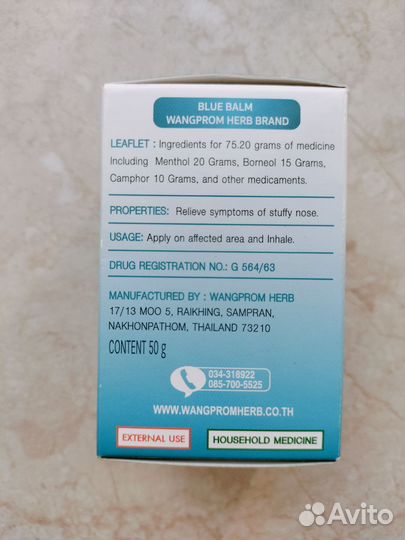 BLUE BALM
WANGPROM HERB BRAND
LEAFLET : Ingredients for 75.20 grams of medicine
Including Menthol 20 Grams, Borneol 15 Grams,
Camphor 10 Grams, and other medicaments.
PROPERTIES: Relieve symptoms of stuffy nose.
USAGE: Apply on affected area and Inhale.
DRUG REGISTRATION NO.: G 564/63
MANUFACTURED BY : WANGPROM HERB
17/13 MOO 5, RAIKHING, SAMPRAN,
NAKHONPATHOM, THAILAND 73210
CONTENT 50 g
034-318922
085-700-5525
WWW.WANGPROMHERB.CO.TH
EXTERNAL USE
HOUSEHOLD MEDICINE
Avito